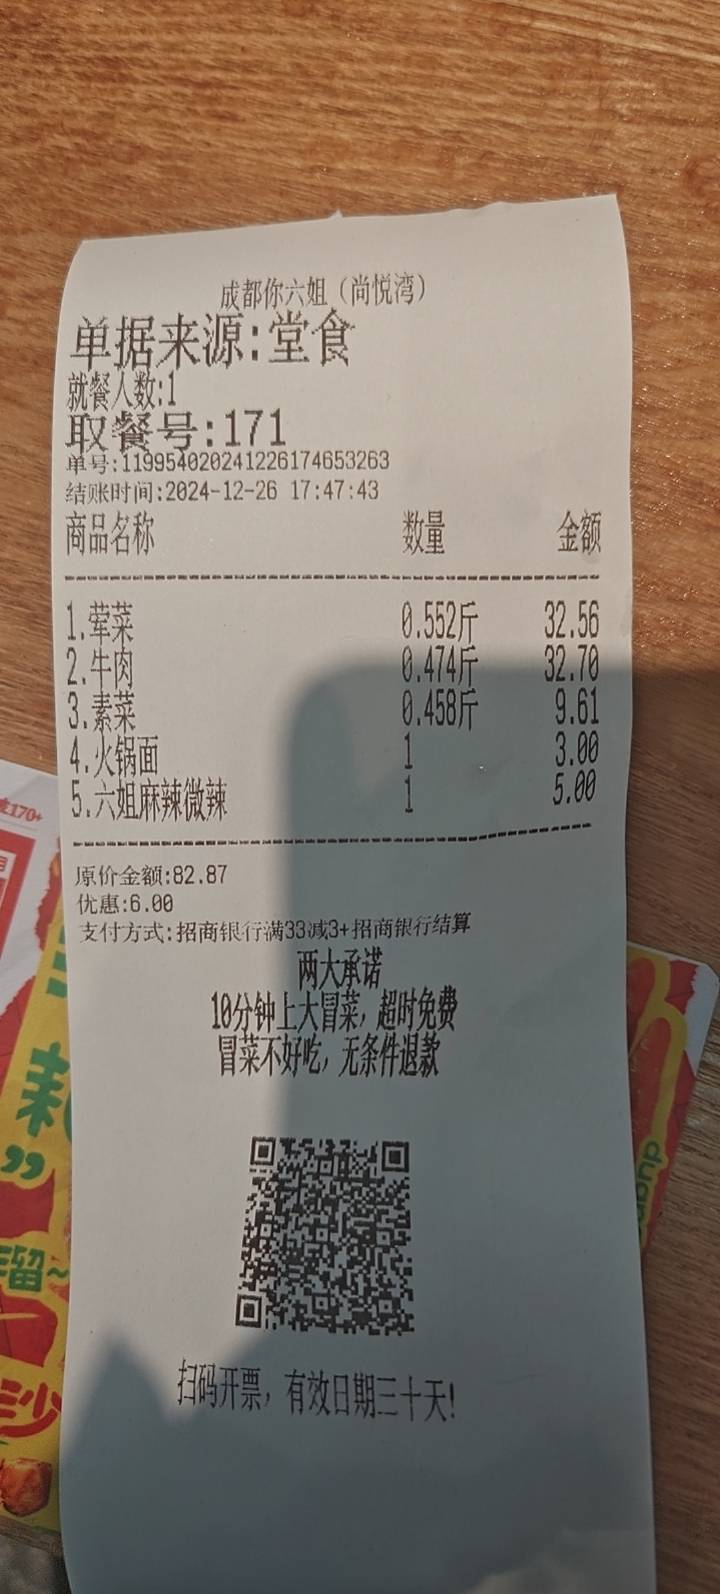 成都你六姐（尚悦湾）
单据来源:堂食
就餐人数:1
取餐号:171
单号:119954020241226174653263
结账时间:2024-12-26 17:47:43
商品名称 数量 金额
1.荤菜 0.552斤 32.56
2.牛肉 0.474斤 32.70
3.素菜 0.458斤 9.61
4.火锅面 1 3.00
5.六姐麻辣微辣 1 5.00
原价金额:82.87
优惠:6.00
支付方式:招商银行满33减3+招商银行结算
两大承诺
10分钟上大冒菜，超时免费
冒菜不好吃，无条件退款
扫码开票，有效日期三十天!
170+
溜~